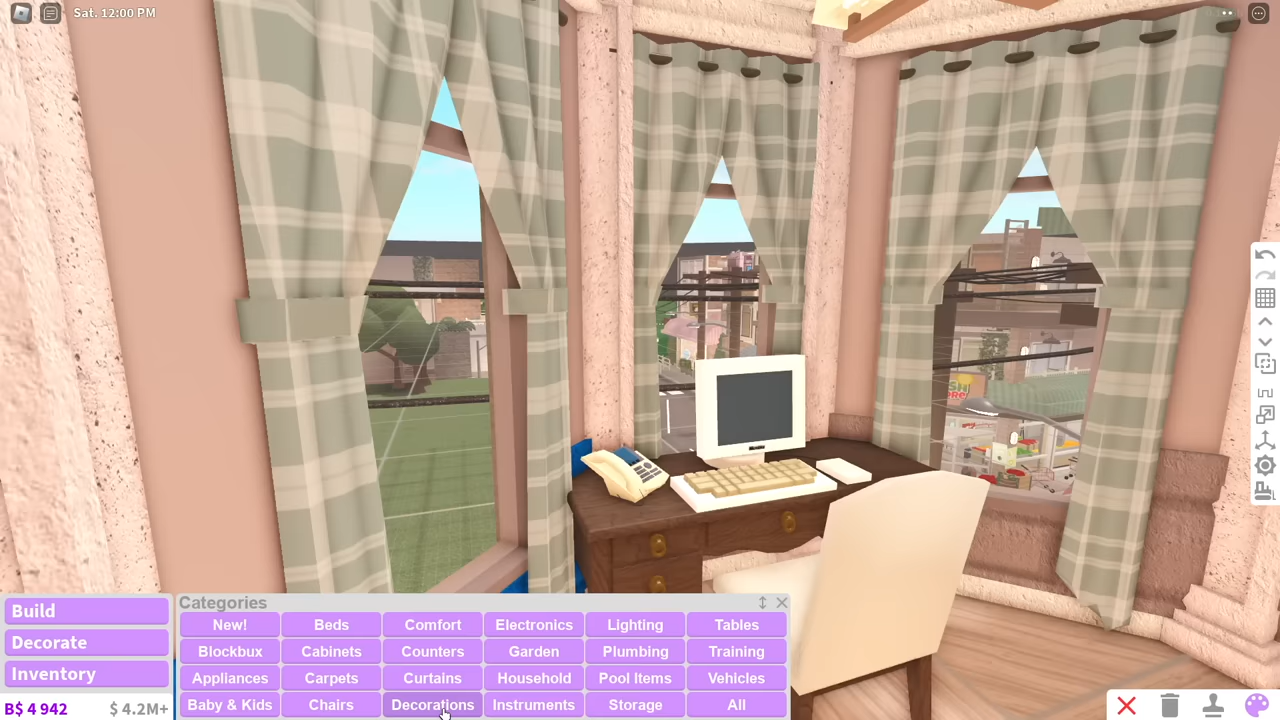 Sat. 12:00 PM
Build
Decorate
Inventory
B$ 4 942
$ 4.2M+
Categories
New! Beds Comfort Electronics Lighting Tables
Blockbux Cabinets Counters Garden Plumbing Training
Appliances Carpets Curtains Household Pool Items Vehicles
Baby & Kids Chairs Decorations Instruments Storage All